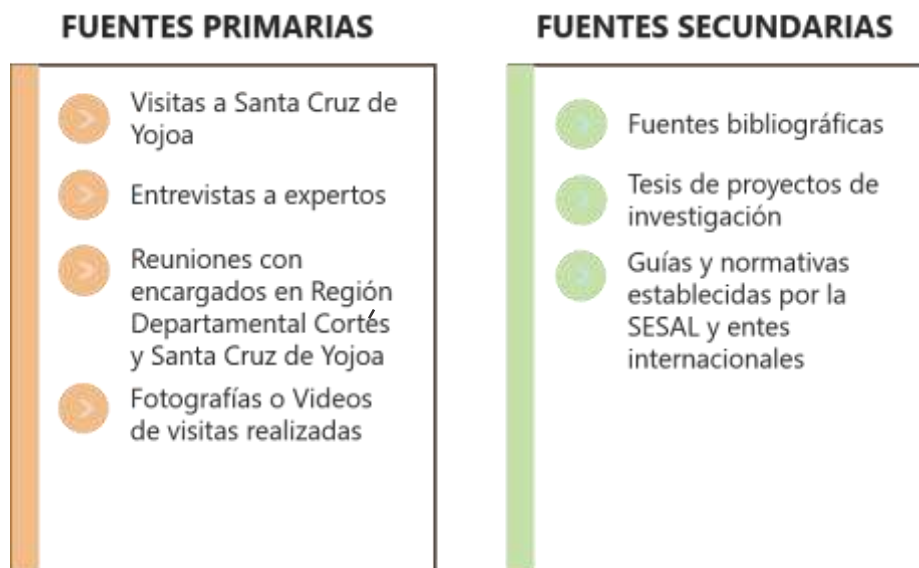 FUENTES PRIMARIAS
Visitas a Santa Cruz de
Yojoa
Entrevistas a expertos
Reuniones con
encargados en Región
Departamental Cortés
y Santa Cruz de Yojoa
Fotografías o Videos
de visitas realizadas
FUENTES SECUNDARIAS
Fuentes bibliográficas
Tesis de proyectos de
investigación
Guías y normativas
establecidas por la
SESAL y entes
internacionales